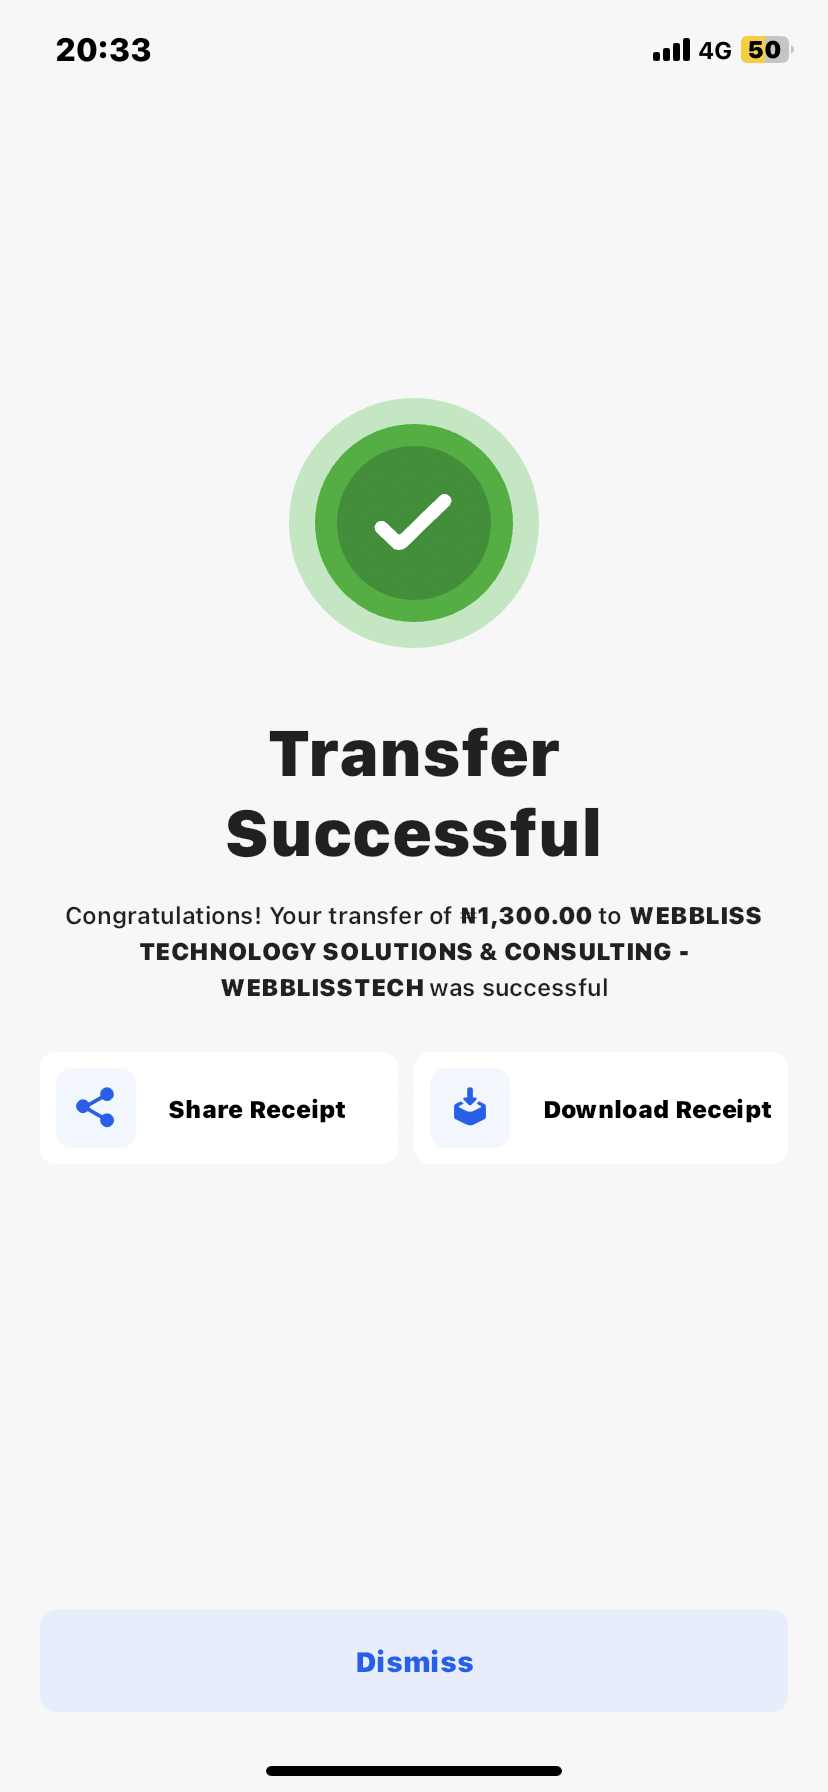 20:33
4G
50
Transfer
Successful
Congratulations! Your transfer of ₦1,300.00 to WEBBLISS
TECHNOLOGY SOLUTIONS & CONSULTING -
WEBBLISSTECH was successful
Share Receipt
Download Receipt
Dismiss